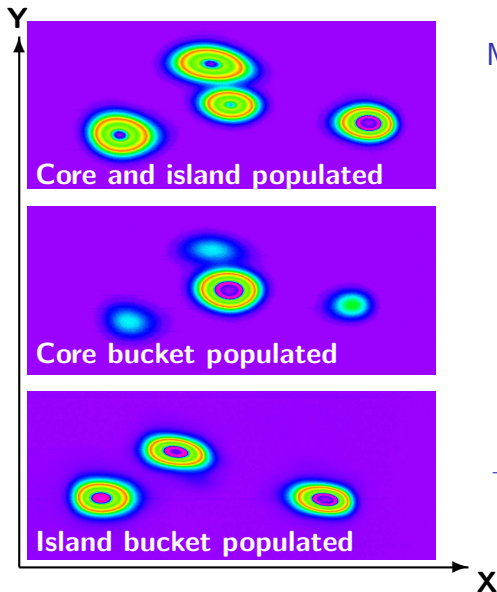 Y
M
Core and island populated
Core bucket populated
Island bucket populated
X